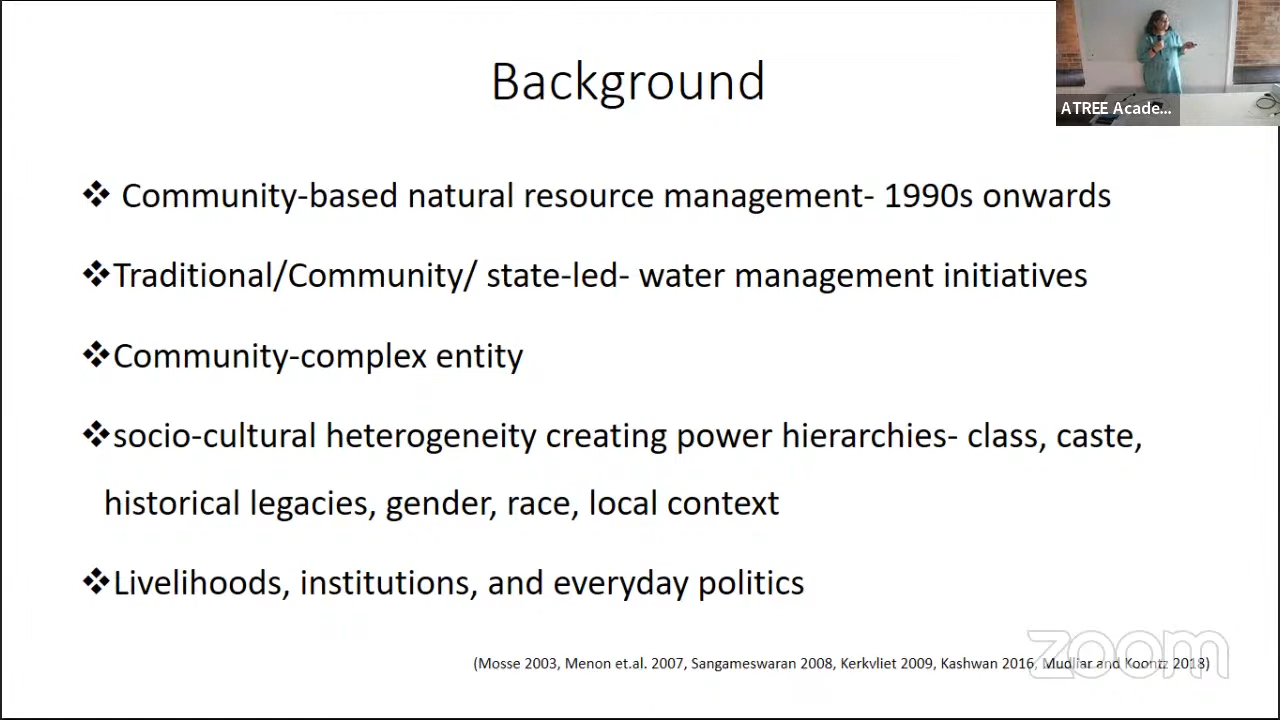 Background
ATREE Acade...
❖ Community-based natural resource management- 1990s onwards
❖Traditional/Community/ state-led- water management initiatives
❖Community-complex entity
❖socio-cultural heterogeneity creating power hierarchies- class, caste,
historical legacies, gender, race, local context
❖Livelihoods, institutions, and everyday politics
(Mosse 2003, Menon et.al. 2007, Sangameswaran 2008, Kerkvliet 2009, Kashwan 2016, Mudliar and Koontz 2018)
zoom